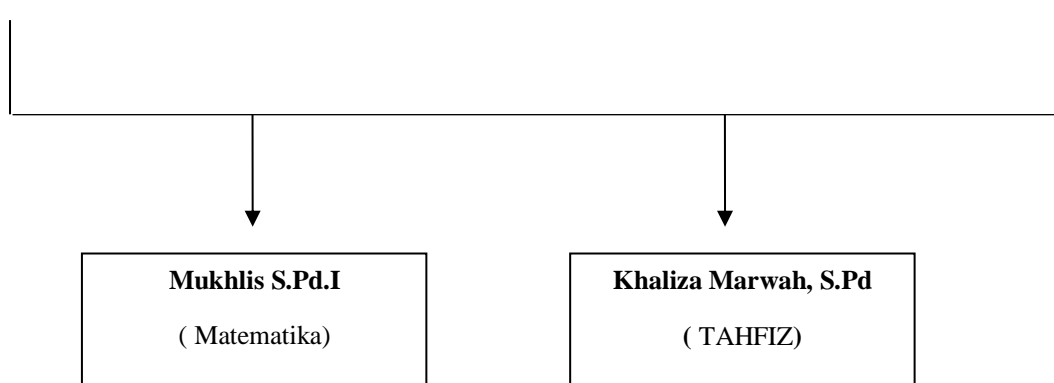 Mukhlis S.Pd.I
( Matematika)
Khaliza Marwah, S.Pd
( TAHFIZ)